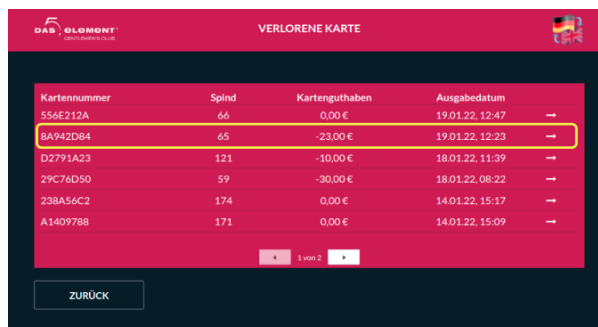 DAS 5. ELEMENT
GENTLEMEN'S CLUB
VERLORENE KARTE
Kartennummer Spind Kartenguthaben Ausgabedatum
556E212A 66 0,00 € 19.01.22, 12:47 →
8A942D84 65 -23,00 € 19.01.22, 12:23 →
D2791A23 121 -10,00 € 18.01.22, 11:39 →
29C76D50 59 -30,00 € 18.01.22, 08:22 →
238A56C2 174 0,00 € 14.01.22, 15:17 →
A1409788 171 0,00 € 14.01.22, 15:09 →
1 von 2
ZURÜCK